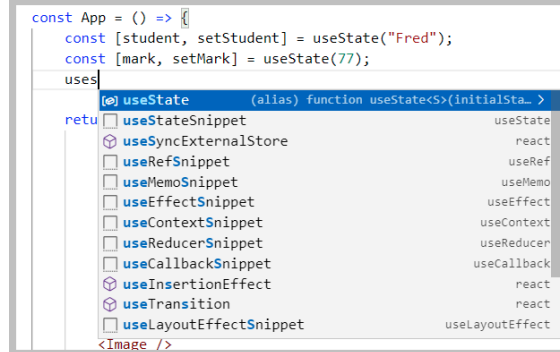 const App = () => {
const [student, setStudent] = useState("Fred");
const [mark, setMark] = useState(77);
uses
useState (alias) function useState<S>(initialSta… >
retu useStateSnippet useState
useSyncExternalStore react
useRefSnippet useRef
useMemoSnippet useMemo
useEffectSnippet useEffect
useContextSnippet useContext
useReducerSnippet useReducer
useCallbackSnippet useCallback
useInsertionEffect react
useTransition react
useLayoutEffectSnippet useLayoutEffect
<Image />